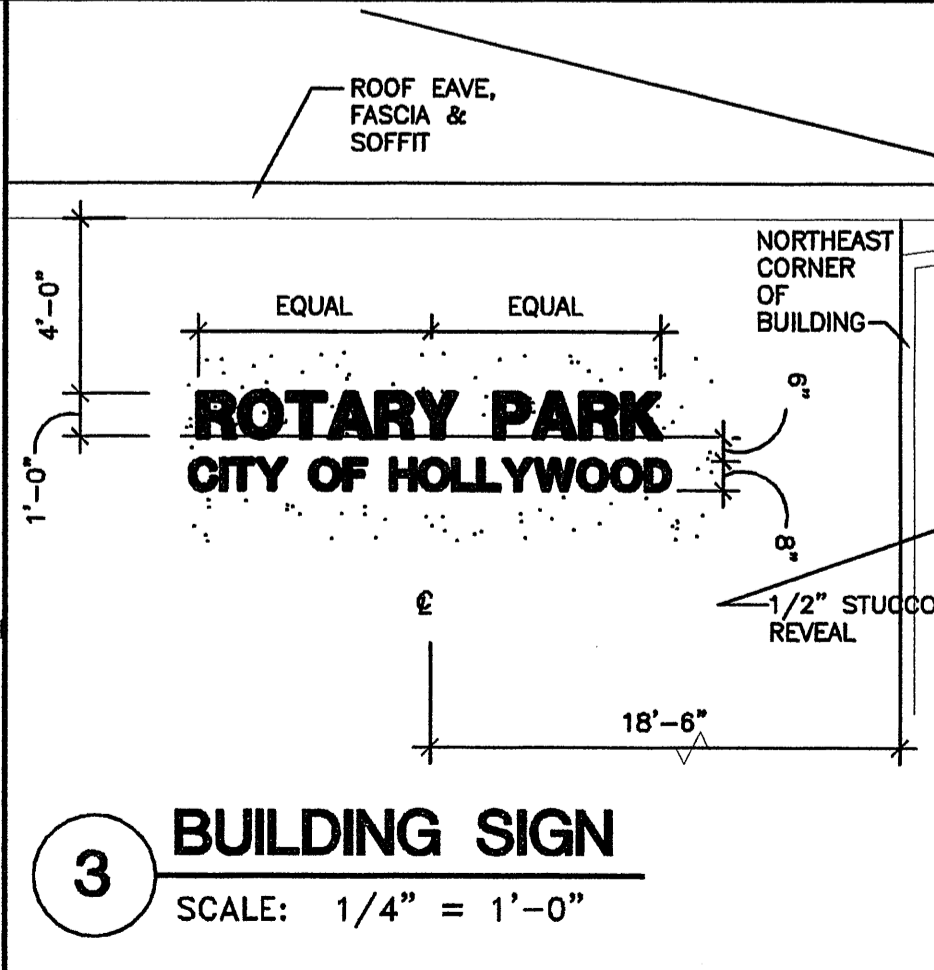 ROOF EAVE,
FASCIA &
SOFFIT
NORTHEAST
CORNER
OF
BUILDING
4'-0"
EQUAL
EQUAL
1'-0"
ROTARY PARK
CITY OF HOLLYWOOD
6"
8"
℄
1/2" STUCCO
REVEAL
18'-6"
3
BUILDING SIGN
SCALE: 1/4" = 1'-0"